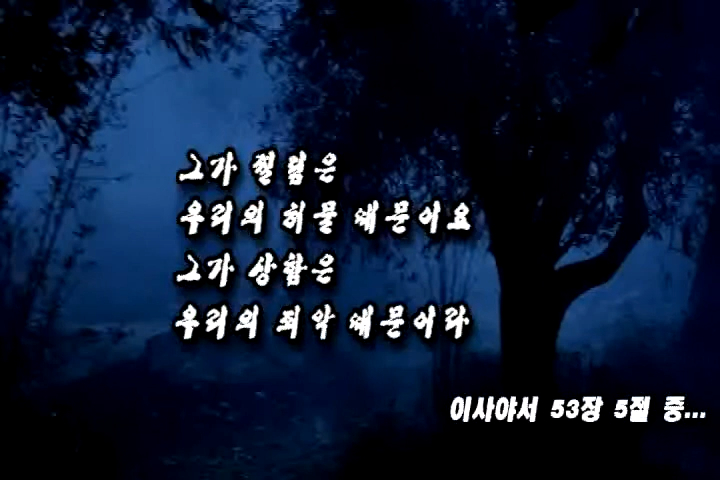 그가 찔림은
우리의 허물 때문이요
그가 상함은
우리의 죄악 때문이라
이사야서 53장 5절 중...